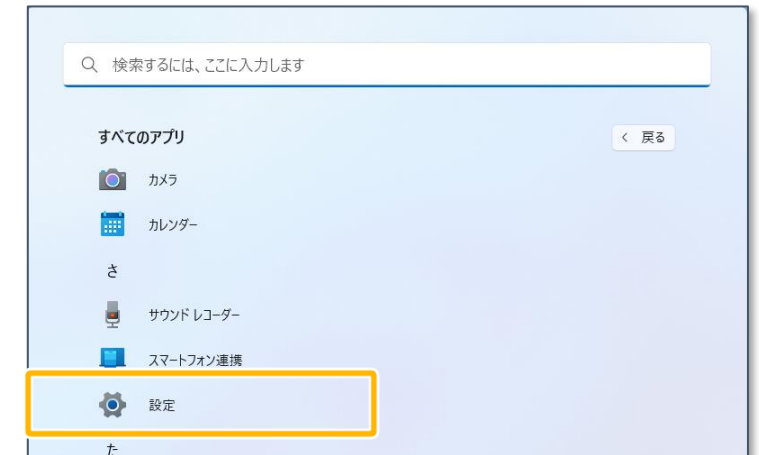 検索するには、ここに入力します
すべてのアプリ
戻る
カメラ
カレンダー
さ
サウンド レコーダー
スマートフォン連携
設定
た